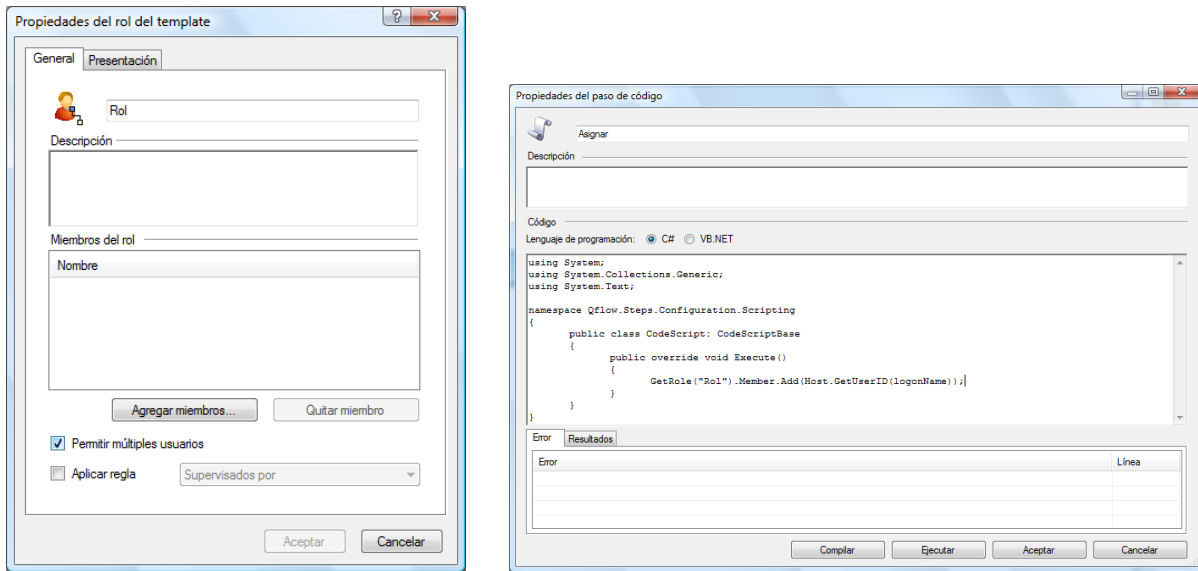 Propiedades del rol del template
General
Presentación
Rol
Descripción
Miembros del rol
Nombre
Agregar miembros...
Quitar miembro
Permitir múltiples usuarios
Aplicar regla
Supervisados por
Aceptar
Cancelar
Propiedades del paso de código
Asignar
Descripción
Código
Lenguaje de programación: C# VB.NET
using System;
using System.Collections.Generic;
using System.Text;
namespace Qflow.Steps.Configuration.Scripting
{
public class CodeScript: CodeScriptBase
{
public override void Execute()
{
GetRole("Rol").Member.Add(Host.GetUserID(logonName));
}
}
}
Error
Resultados
Error
Línea
Compilar
Ejecutar
Aceptar
Cancelar